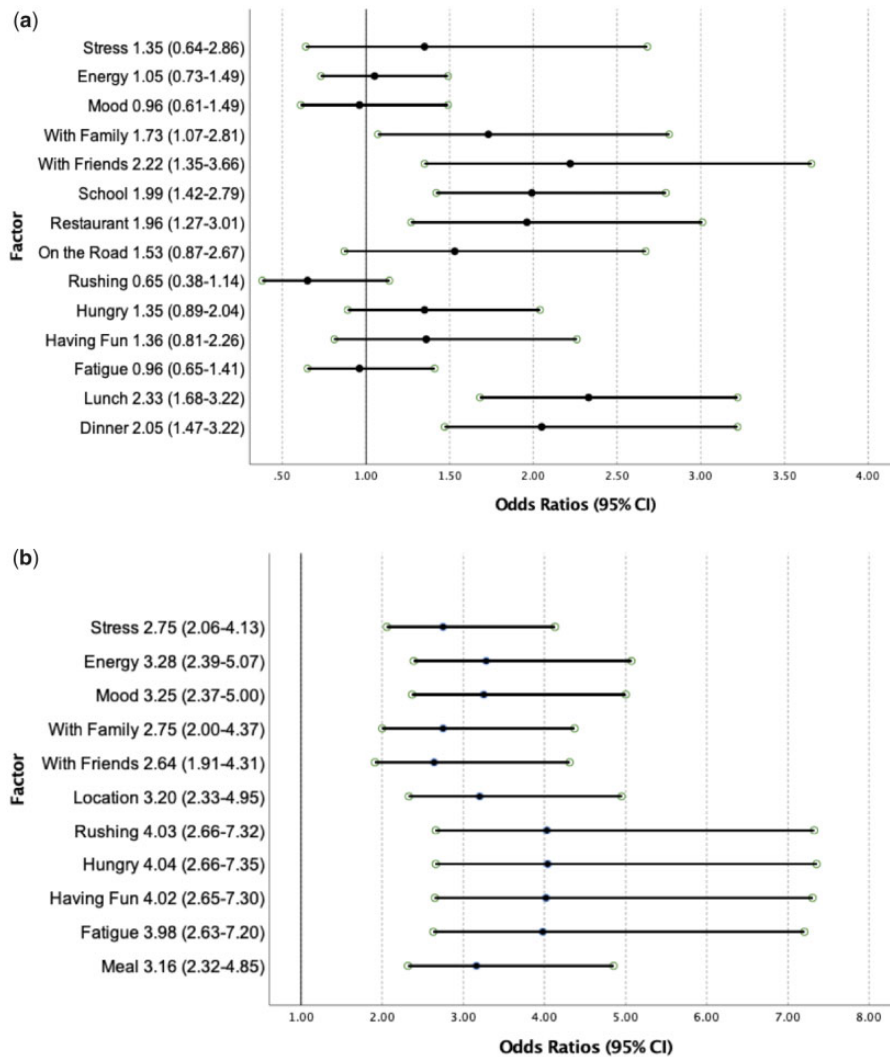 (a)
Factor
Stress 1.35 (0.64-2.86)
Energy 1.05 (0.73-1.49)
Mood 0.96 (0.61-1.49)
With Family 1.73 (1.07-2.81)
With Friends 2.22 (1.35-3.66)
School 1.99 (1.42-2.79)
Restaurant 1.96 (1.27-3.01)
On the Road 1.53 (0.87-2.67)
Rushing 0.65 (0.38-1.14)
Hungry 1.35 (0.89-2.04)
Having Fun 1.36 (0.81-2.26)
Fatigue 0.96 (0.65-1.41)
Lunch 2.33 (1.68-3.22)
Dinner 2.05 (1.47-3.22)
.50 1.00 1.50 2.00 2.50 3.00 3.50 4.00
Odds Ratios (95% CI)
(b)
Factor
Stress 2.75 (2.06-4.13)
Energy 3.28 (2.39-5.07)
Mood 3.25 (2.37-5.00)
With Family 2.75 (2.00-4.37)
With Friends 2.64 (1.91-4.31)
Location 3.20 (2.33-4.95)
Rushing 4.03 (2.66-7.32)
Hungry 4.04 (2.66-7.35)
Having Fun 4.02 (2.65-7.30)
Fatigue 3.98 (2.63-7.20)
Meal 3.16 (2.32-4.85)
1.00 2.00 3.00 4.00 5.00 6.00 7.00 8.00
Odds Ratios (95% CI)